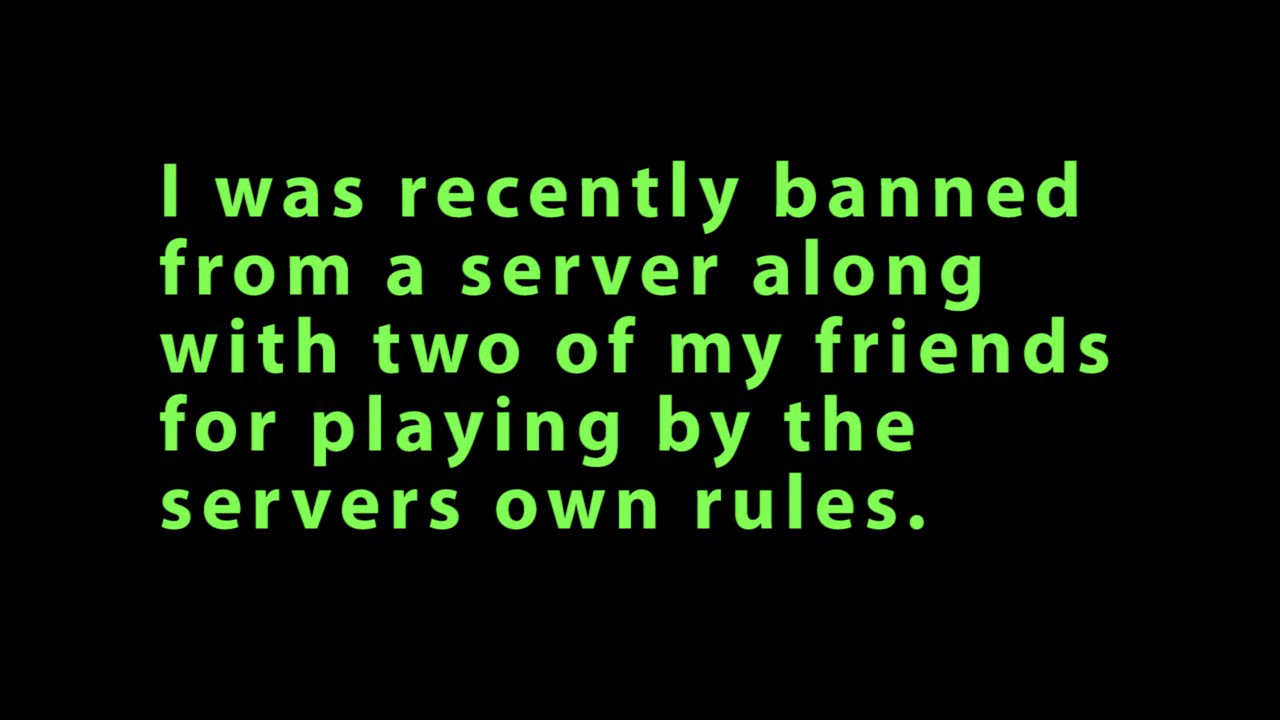 I was recently banned
from a server along
with two of my friends
for playing by the
servers own rules.